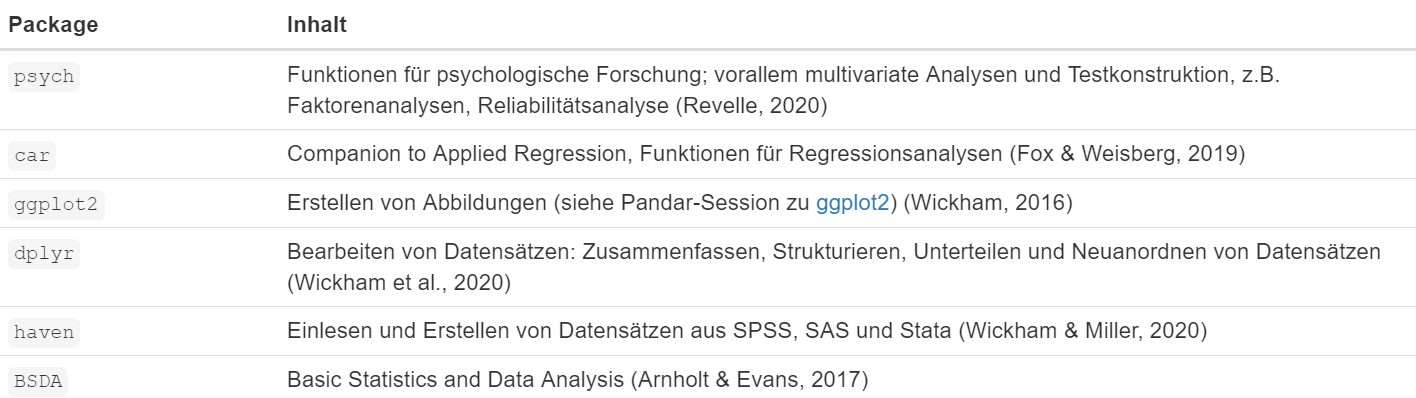 Package Inhalt
psych Funktionen für psychologische Forschung; vorallem multivariate Analysen und Testkonstruktion, z.B.
Faktorenanalysen, Reliabilitätsanalyse (Revelle, 2020)
car Companion to Applied Regression, Funktionen für Regressionsanalysen (Fox & Weisberg, 2019)
ggplot2 Erstellen von Abbildungen (siehe Pandar-Session zu ggplot2) (Wickham, 2016)
dplyr Bearbeiten von Datensätzen: Zusammenfassen, Strukturieren, Unterteilen und Neuanordnen von Datensätzen
(Wickham et al., 2020)
haven Einlesen und Erstellen von Datensätzen aus SPSS, SAS und Stata (Wickham & Miller, 2020)
BSDA Basic Statistics and Data Analysis (Arnholt & Evans, 2017)